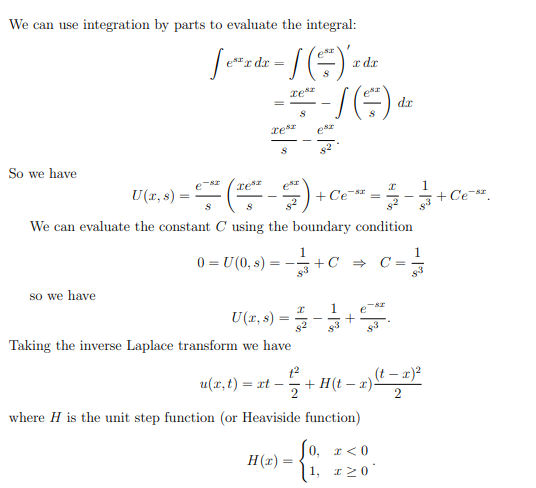 We can use integration by parts to evaluate the integral:
∫ e^{sx} x dx = ∫ (e^{sx}/s)′ x dx
= xe^{sx}/s − ∫ (e^{sx}/s) dx
xe^{sx}/s − e^{sx}/s².
So we have
U(x, s) = e^{−sx}/s (xe^{sx}/s − e^{sx}/s²) + Ce^{−sx} = x/s² − 1/s³ + Ce^{−sx}.
We can evaluate the constant C using the boundary condition
0 = U(0, s) = −1/s³ + C ⇒ C = 1/s³
so we have
U(x, s) = x/s² − 1/s³ + e^{−sx}/s³.
Taking the inverse Laplace transform we have
u(x, t) = xt − t²/2 + H(t − x) (t − x)²/2
where H is the unit step function (or Heaviside function)
H(x) = {0, x < 0
1, x ≥ 0.